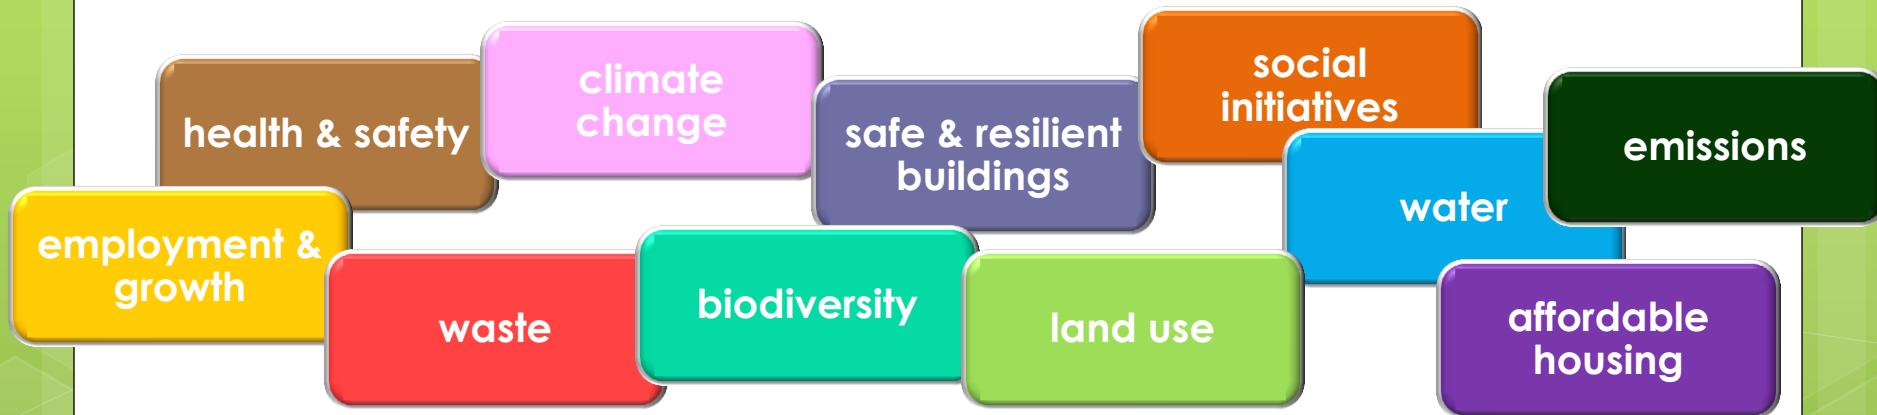 health & safety
climate
change
safe & resilient
buildings
social
initiatives
emissions
employment &
growth
waste
biodiversity
land use
water
affordable
housing